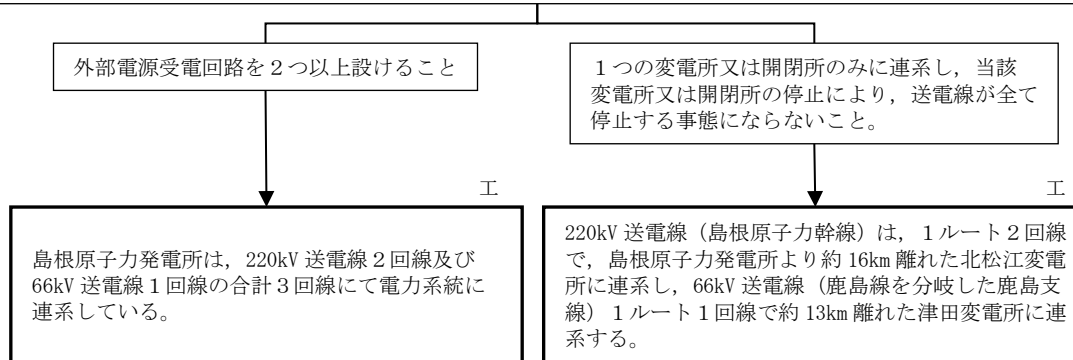 外部電源受電回路を２つ以上設けること
１つの変電所又は開閉所のみに連系し，当該
変電所又は開閉所の停止により，送電線が全て
停止する事態にならないこと。
工
工
島根原子力発電所は，220kV 送電線２回線及び
66kV 送電線１回線の合計３回線にて電力系統に
連系している。
220kV 送電線（島根原子力幹線）は，１ルート２回線
で，島根原子力発電所より約 16km 離れた北松江変電
所に連系し，66kV 送電線（鹿島線を分岐した鹿島支
線）１ルート１回線で約 13km 離れた津田変電所に連
系する。